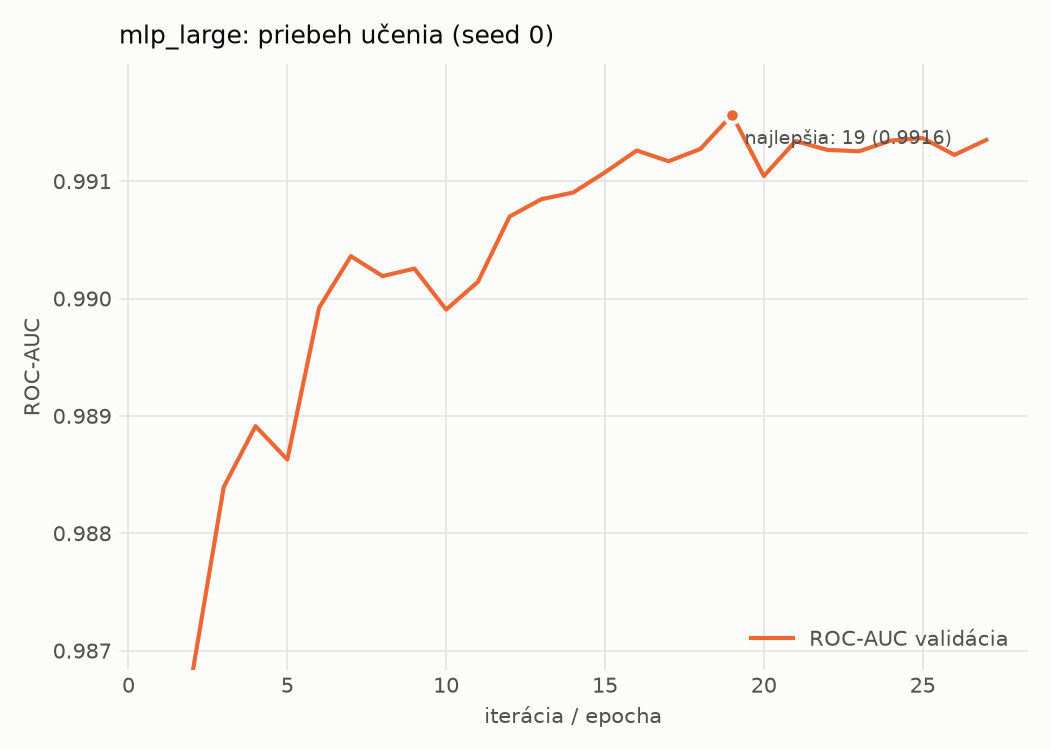 mlp_large: priebeh učenia (seed 0)
najlepšia: 19 (0.9916)
0.991
0.990
0.989
0.988
0.987
ROC-AUC
ROC-AUC validácia
0 5 10 15 20 25
iterácia / epocha